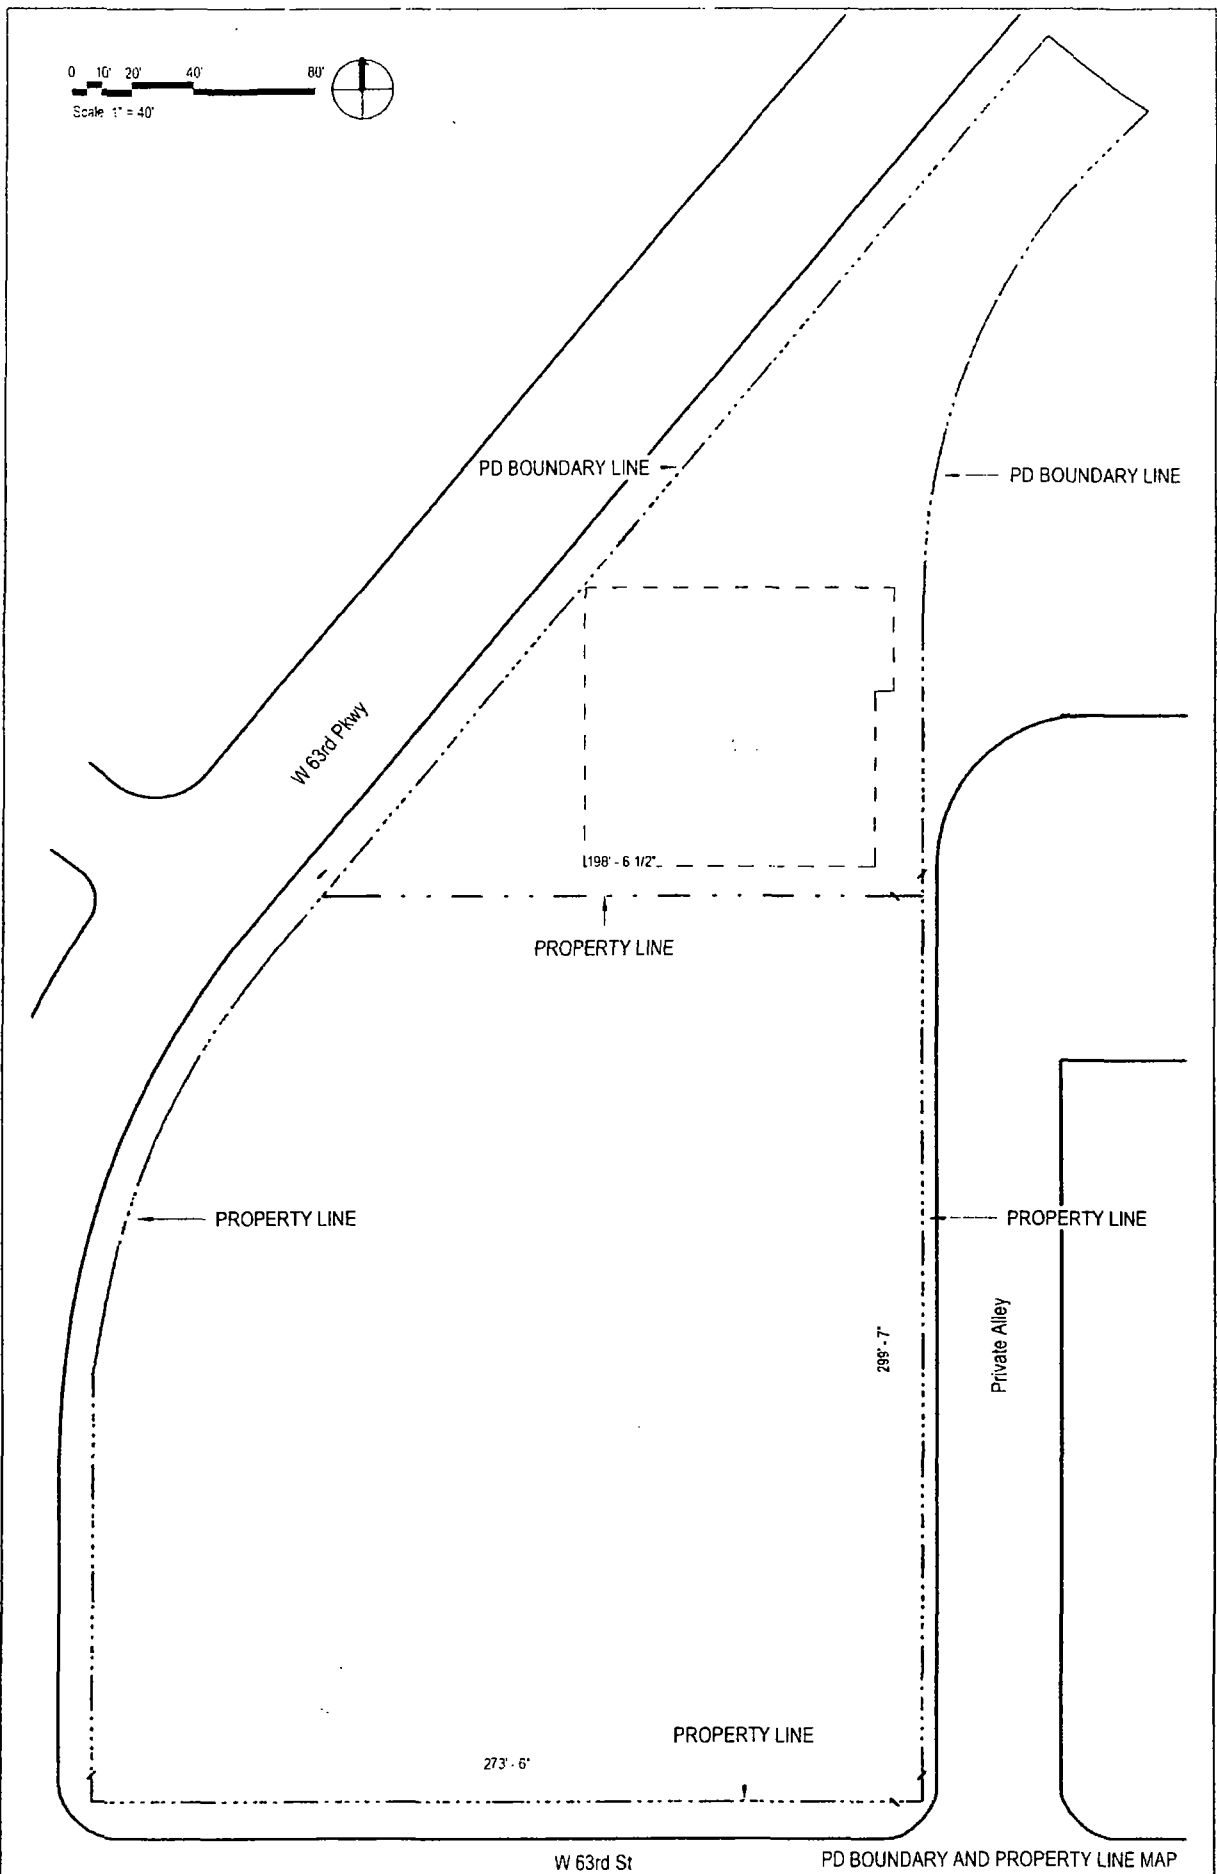 0 10' 20' 40' 80'
Scale 1" = 40'
PD BOUNDARY LINE
PD BOUNDARY LINE
W 63rd Pkwy
198' - 6 1/2"
PROPERTY LINE
PROPERTY LINE
PROPERTY LINE
299' - 7"
Private Alley
PROPERTY LINE
273' - 6"
W 63rd St
PD BOUNDARY AND PROPERTY LINE MAP